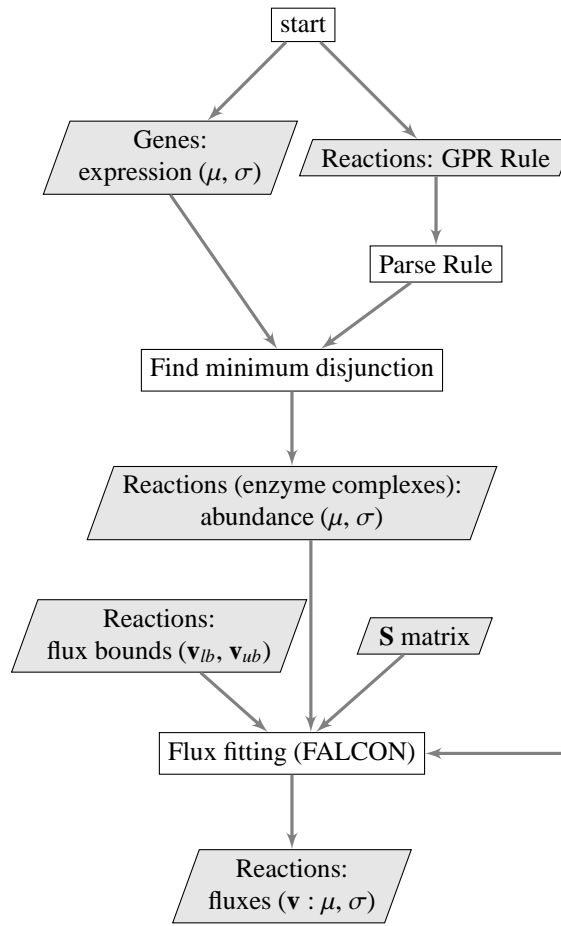 start
Genes:
expression (μ, σ)
Reactions: GPR Rule
Parse Rule
Find minimum disjunction
Reactions (enzyme complexes):
abundance (μ, σ)
Reactions:
flux bounds (v_lb, v_ub)
S matrix
Flux fitting (FALCON)
Reactions:
fluxes (v : μ, σ)